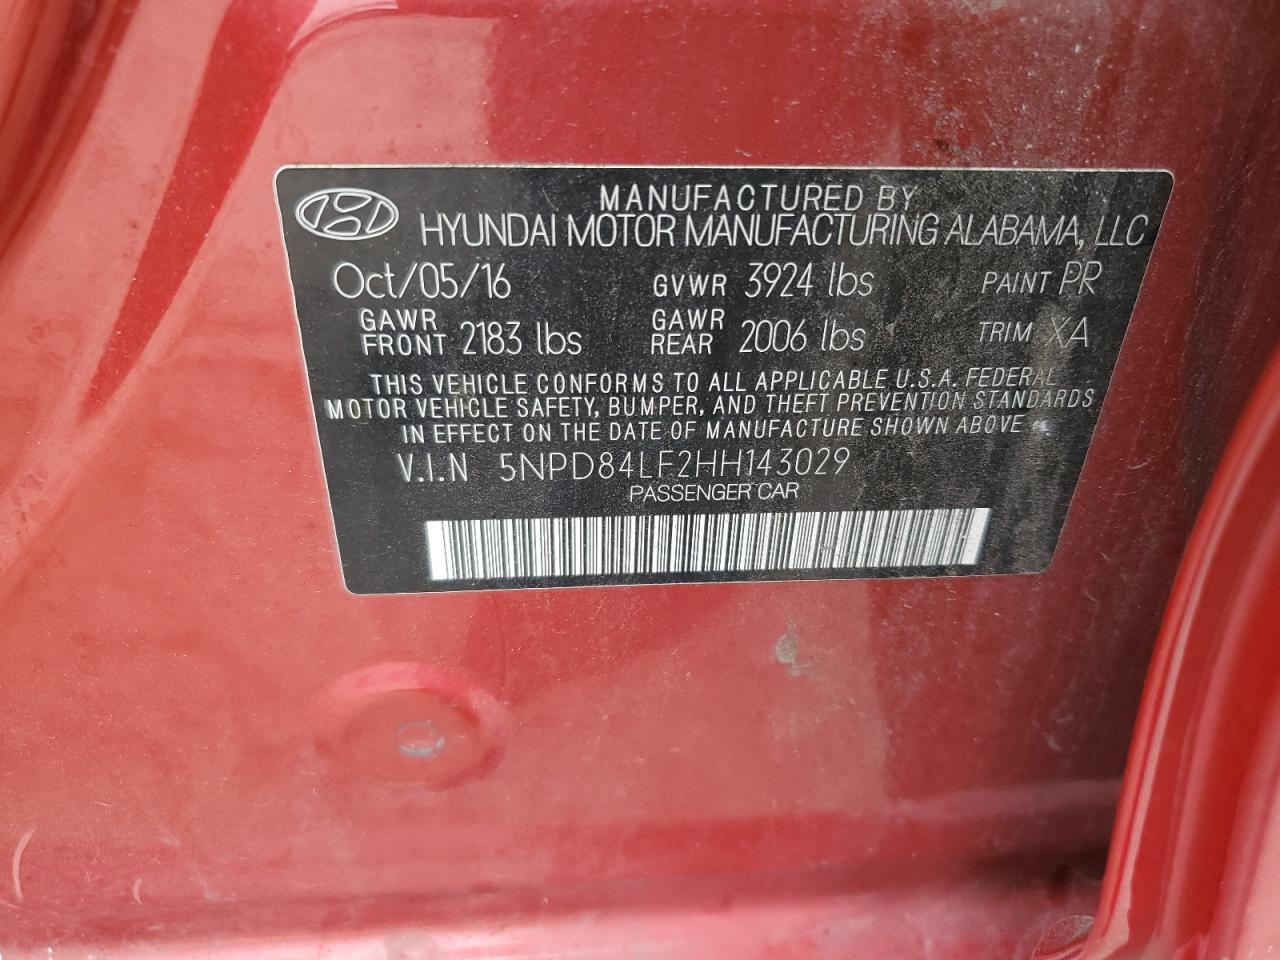 MANUFACTURED BY
HYUNDAI MOTOR MANUFACTURING ALABAMA, LLC
Oct/05/16 GVWR 3924 lbs PAINT PR
GAWR FRONT 2183 lbs GAWR REAR 2006 lbs TRIM XA
THIS VEHICLE CONFORMS TO ALL APPLICABLE U.S.A. FEDERAL
MOTOR VEHICLE SAFETY, BUMPER, AND THEFT PREVENTION STANDARDS
IN EFFECT ON THE DATE OF MANUFACTURE SHOWN ABOVE
V.I.N 5NPD84LF2HH143029
PASSENGER CAR